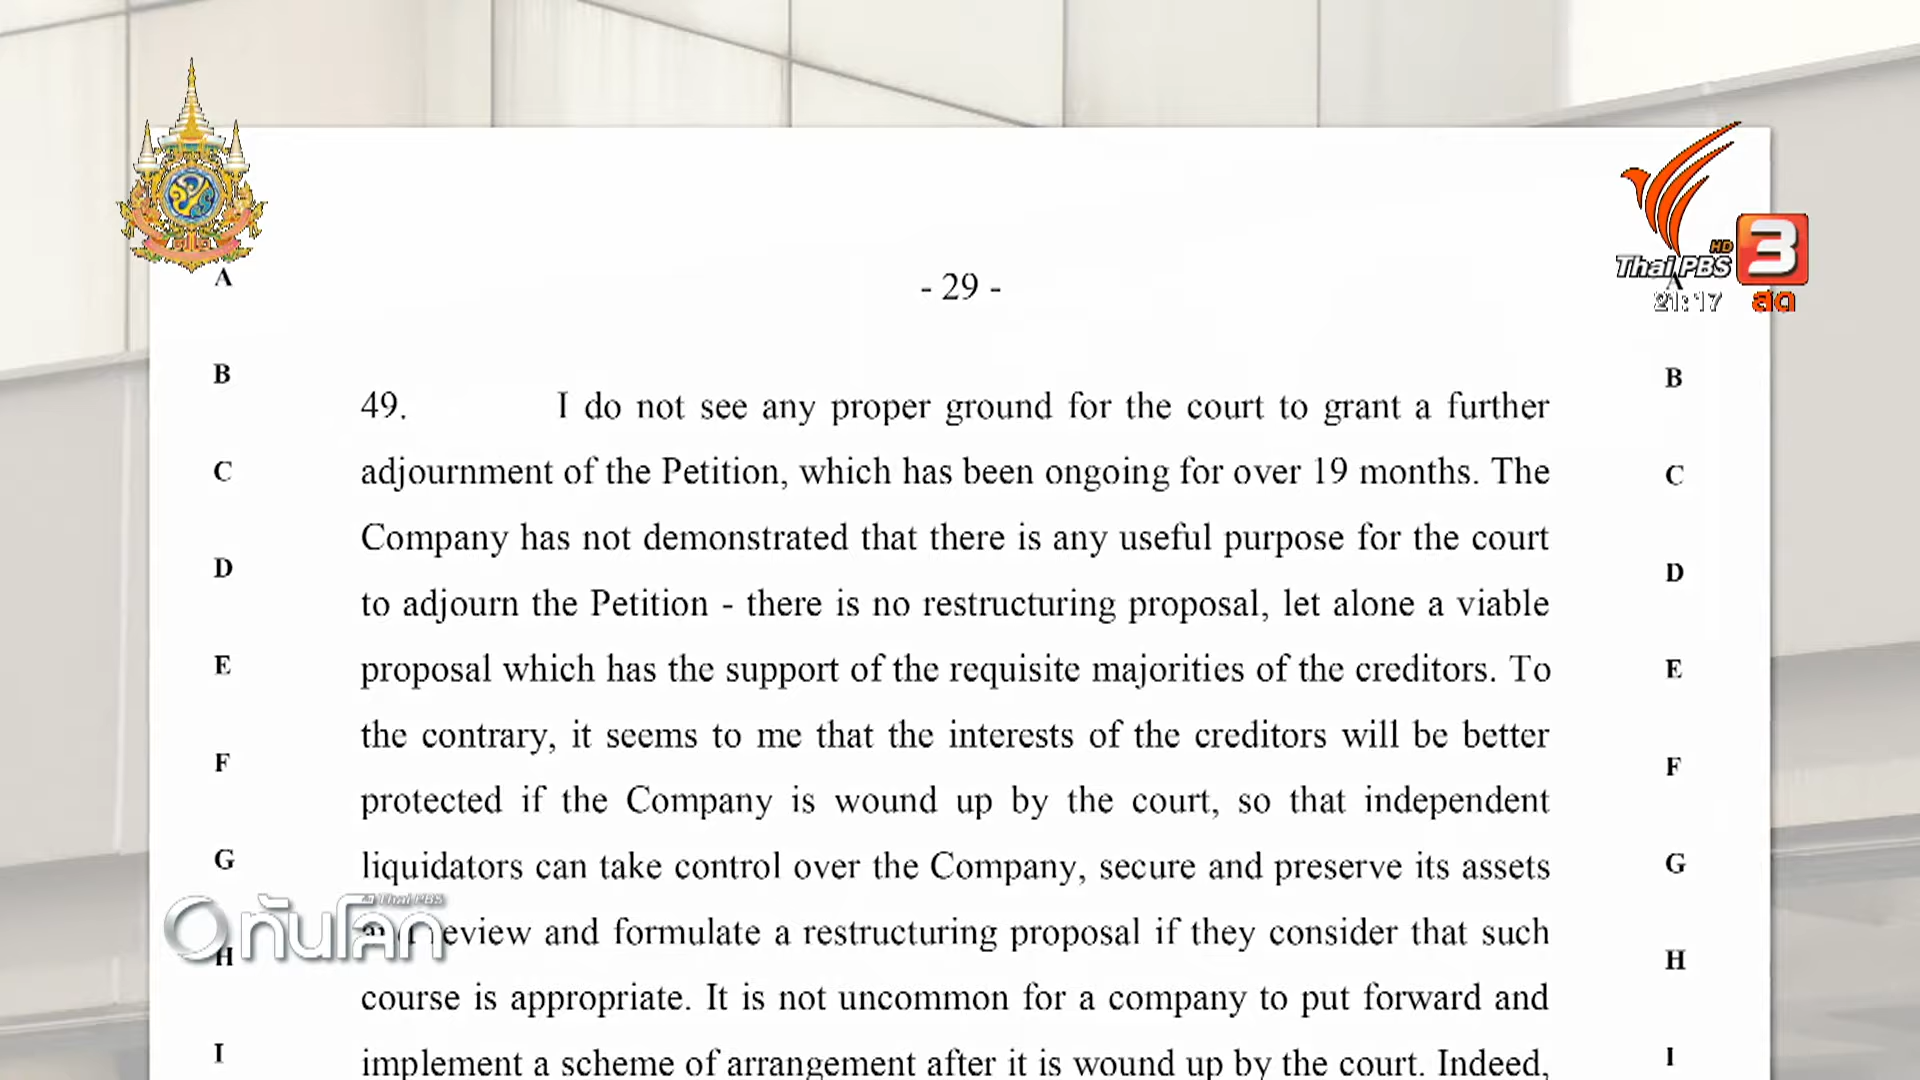 - 29 -
A
A
HD
Thai PBS
3
21:17 สด
B
B
49. I do not see any proper ground for the court to grant a further
C
C
adjournment of the Petition, which has been ongoing for over 19 months. The
Company has not demonstrated that there is any useful purpose for the court
D
D
to adjourn the Petition - there is no restructuring proposal, let alone a viable
E
E
proposal which has the support of the requisite majorities of the creditors. To
the contrary, it seems to me that the interests of the creditors will be better
F
F
protected if the Company is wound up by the court, so that independent
G
G
liquidators can take control over the Company, secure and preserve its assets
Thai PBS
ทันโลก
review and formulate a restructuring proposal if they consider that such
H
H
course is appropriate. It is not uncommon for a company to put forward and
I
I
implement a scheme of arrangement after it is wound up by the court. Indeed,